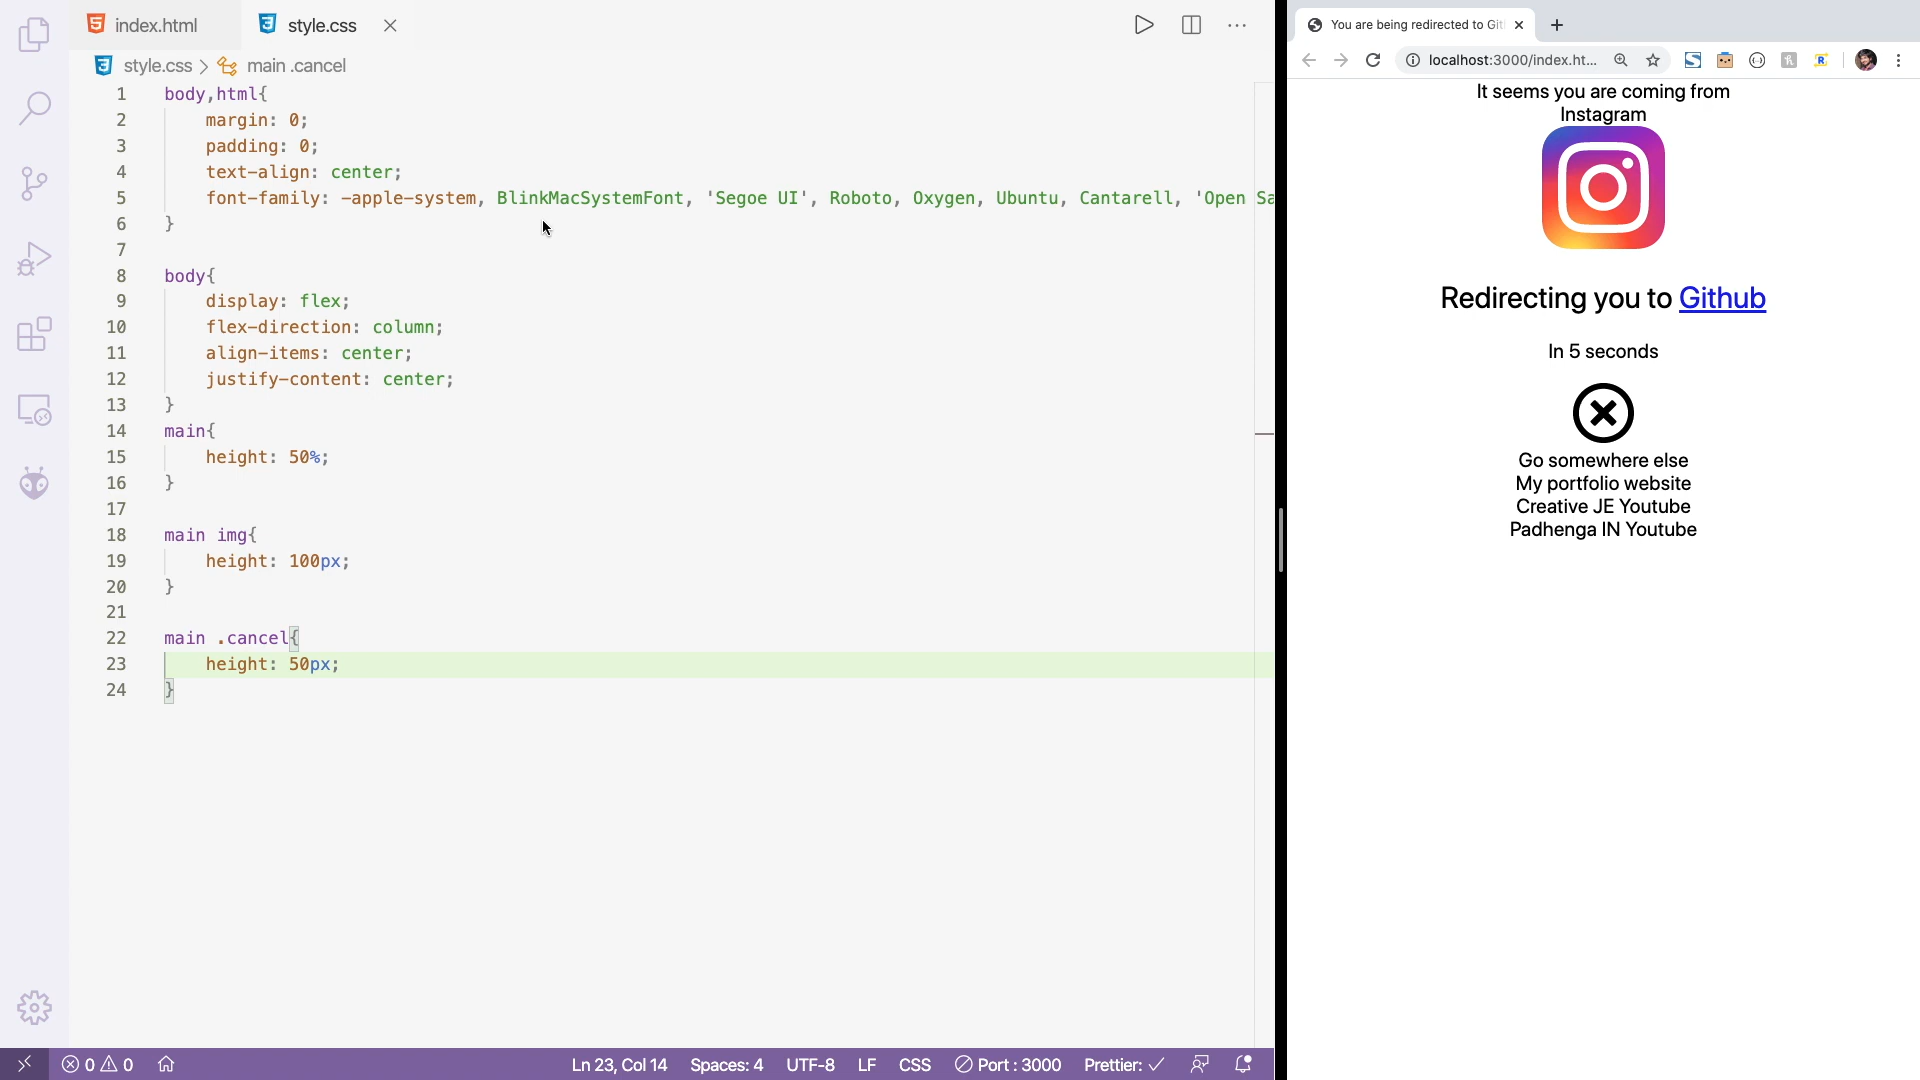 index.html
style.css
style.css > main .cancel
1 body,html{
2 margin: 0;
3 padding: 0;
4 text-align: center;
5 font-family: -apple-system, BlinkMacSystemFont, 'Segoe UI', Roboto, Oxygen, Ubuntu, Cantarell, 'Open Sa
6 }
7
8 body{
9 display: flex;
10 flex-direction: column;
11 align-items: center;
12 justify-content: center;
13 }
14 main{
15 height: 50%;
16 }
17
18 main img{
19 height: 100px;
20 }
21
22 main .cancel{
23 height: 50px;
24 }
0 0 Ln 23, Col 14 Spaces: 4 UTF-8 LF CSS Port : 3000 Prettier: ✓
You are being redirected to Git
localhost:3000/index.ht...
It seems you are coming from
Instagram
Redirecting you to Github
In 5 seconds
Go somewhere else
My portfolio website
Creative JE Youtube
Padhenga IN Youtube